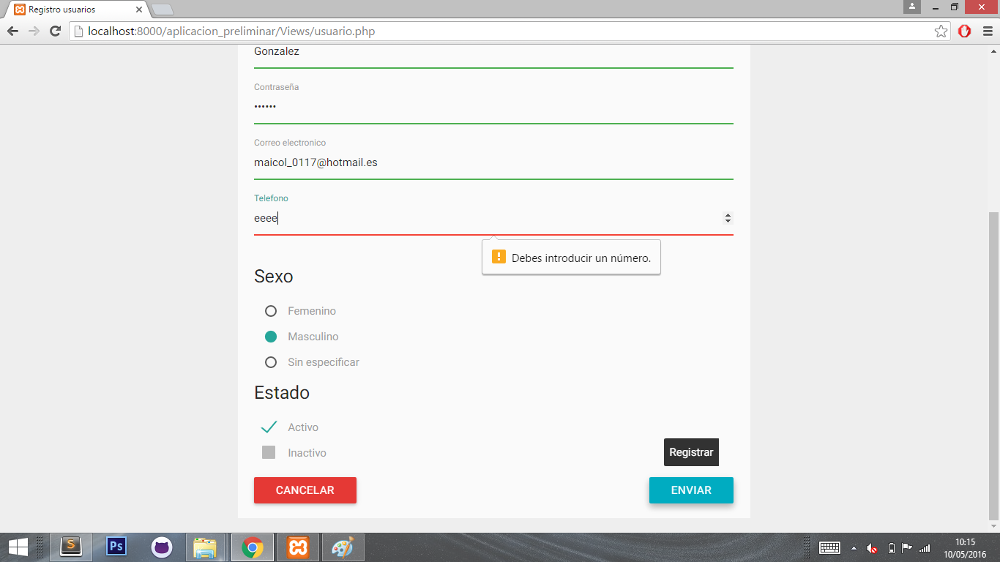 Registro usuarios
localhost:8000/aplicacion_preliminar/Views/usuario.php
Gonzalez
Contraseña
••••••
Correo electronico
maicol_0117@hotmail.es
Telefono
eeee
Debes introducir un número.
Sexo
Femenino
Masculino
Sin especificar
Estado
Activo
Inactivo
Registrar
CANCELAR
ENVIAR
S
Ps
10:15
10/05/2016